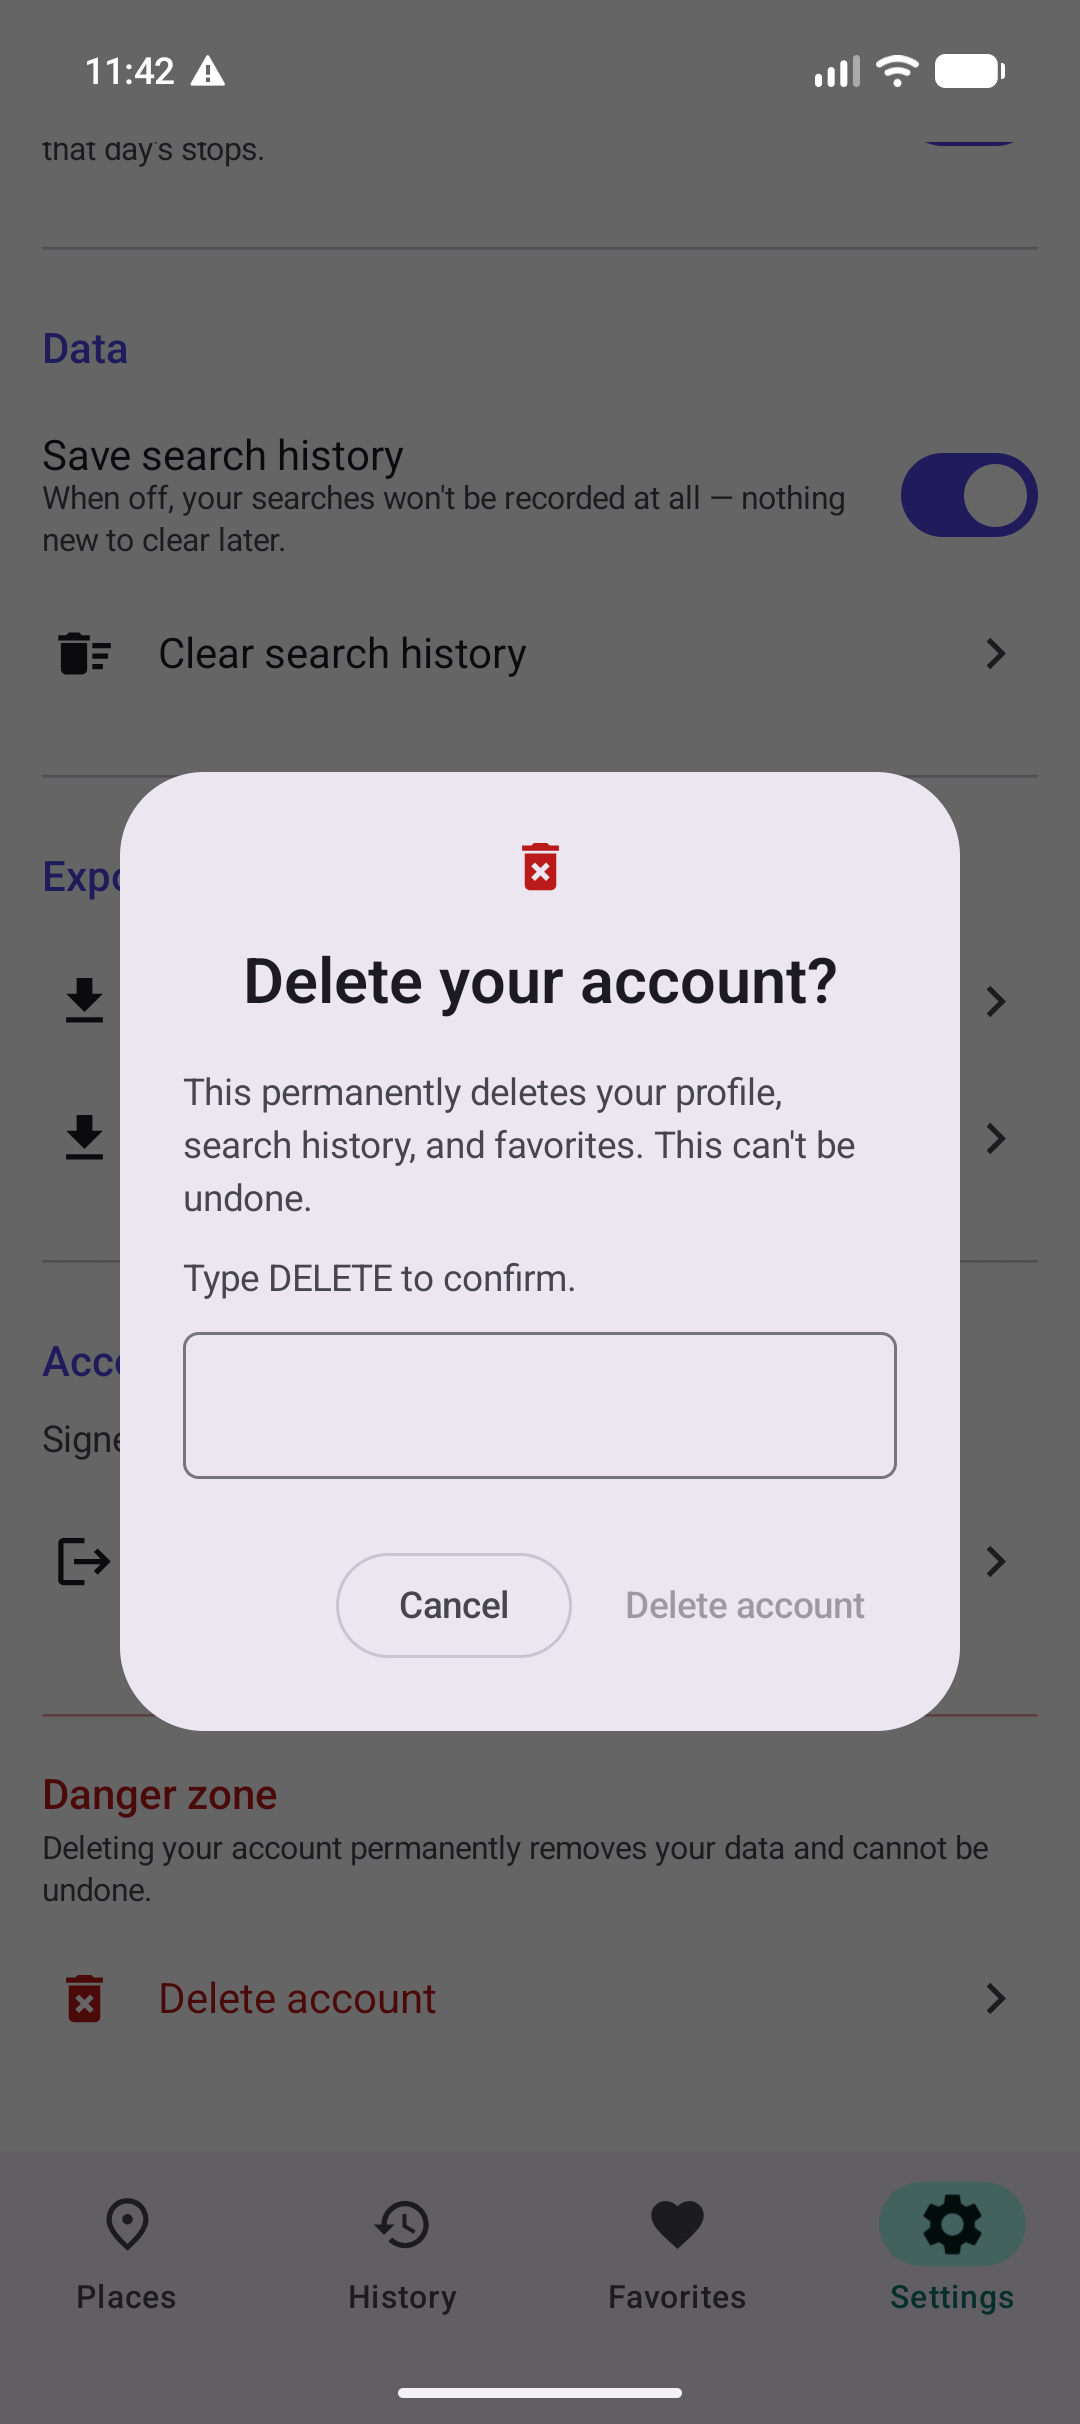 11:42
that day's stops.
Data
Save search history
When off, your searches won't be recorded at all — nothing
new to clear later.
Clear search history
Delete your account?
This permanently deletes your profile,
search history, and favorites. This can't be
undone.
Type DELETE to confirm.
Cancel
Delete account
Danger zone
Deleting your account permanently removes your data and cannot be
undone.
Delete account
Places
History
Favorites
Settings